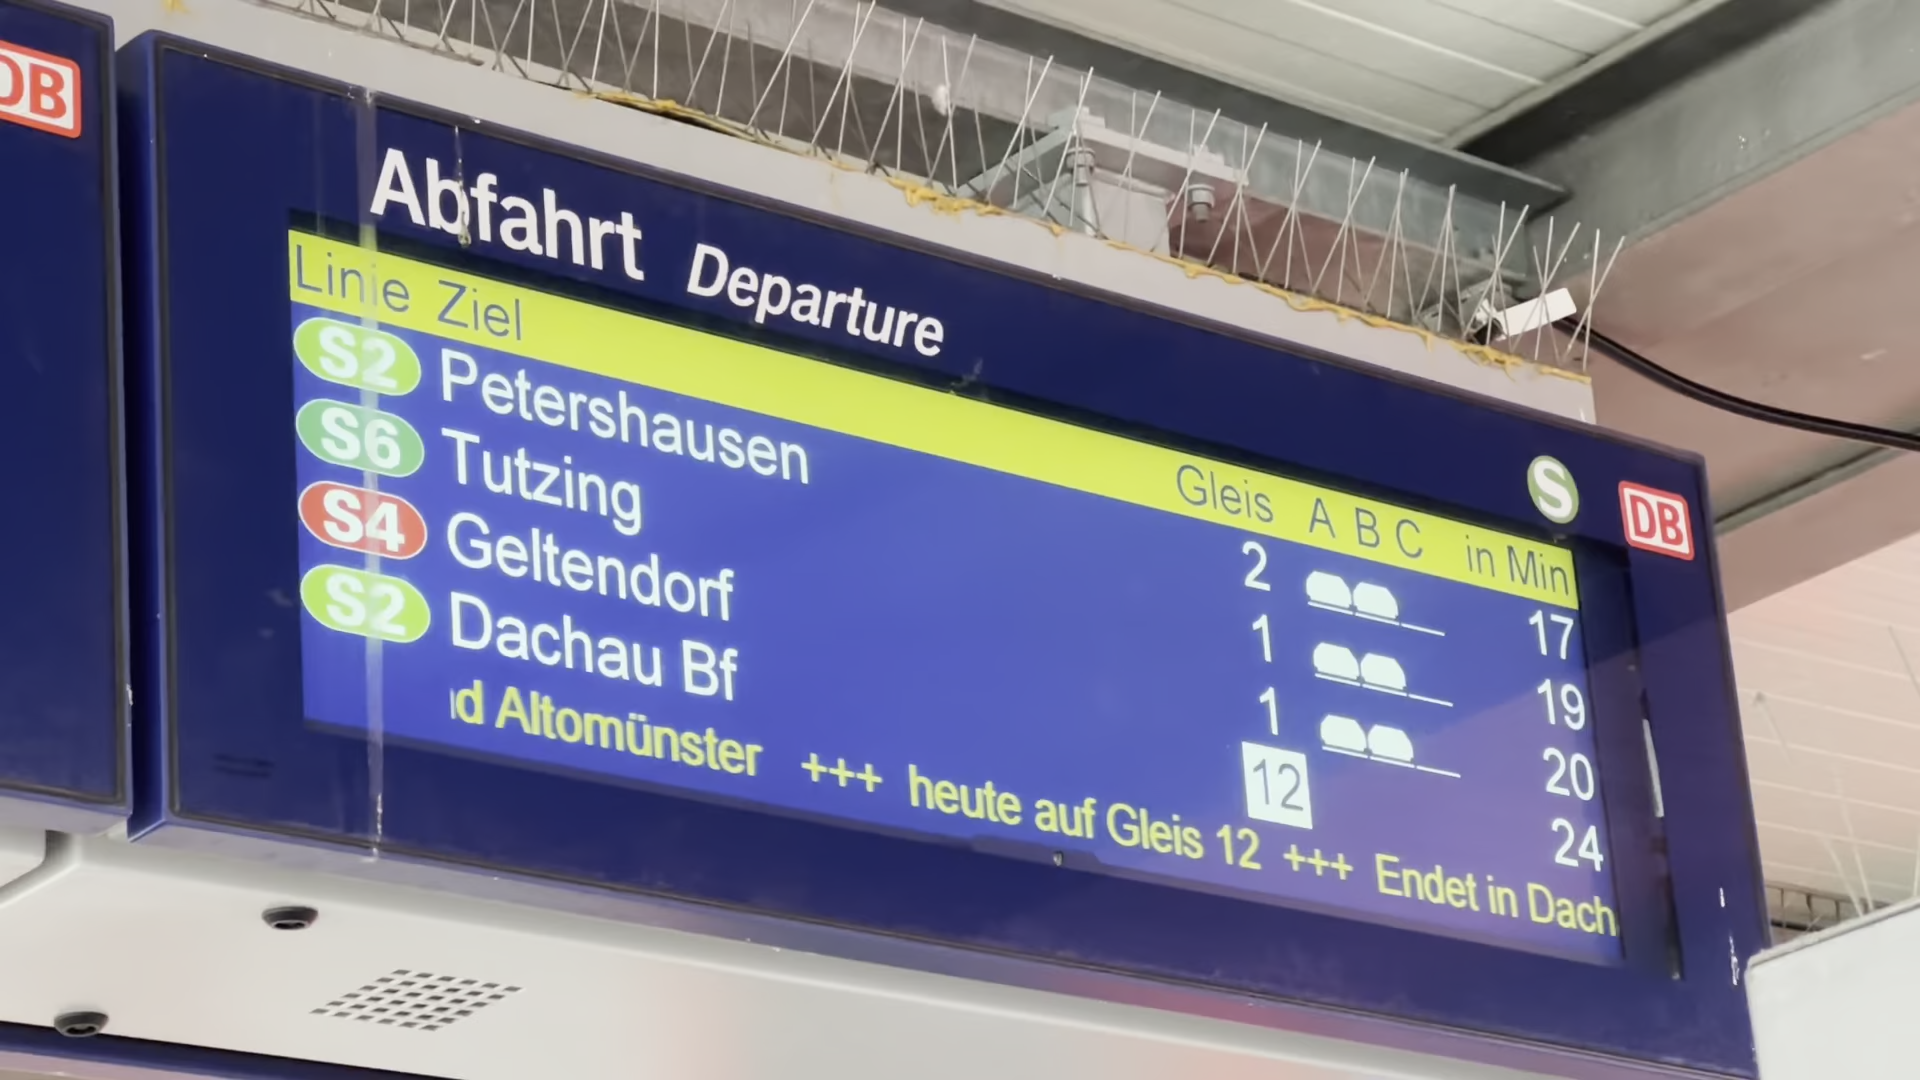 DB
Abfahrt Departure
S DB
Linie Ziel Gleis A B C in Min
S2 Petershausen 2 17
S6 Tutzing 1 19
S4 Geltendorf 1 20
S2 Dachau Bf 12 24
d Altomünster +++ heute auf Gleis 12 +++ Endet in Dach